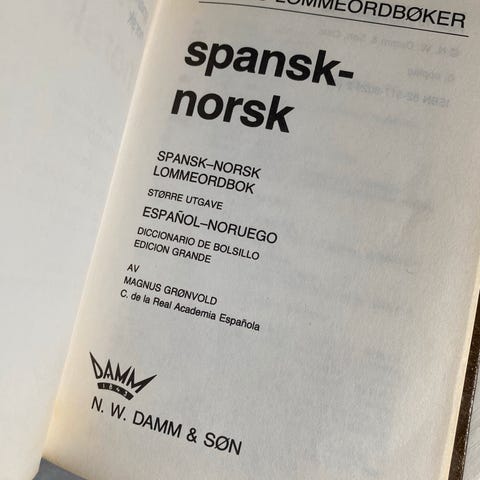 LOMMEORDBØKER
spansk-
norsk
SPANSK–NORSK
LOMMEORDBOK
STØRRE UTGAVE
ESPAÑOL–NORUEGO
DICCIONARIO DE BOLSILLO
EDICION GRANDE
AV
MAGNUS GRØNVOLD
C. de la Real Academia Española
DAMM
1843
N. W. DAMM & SØN